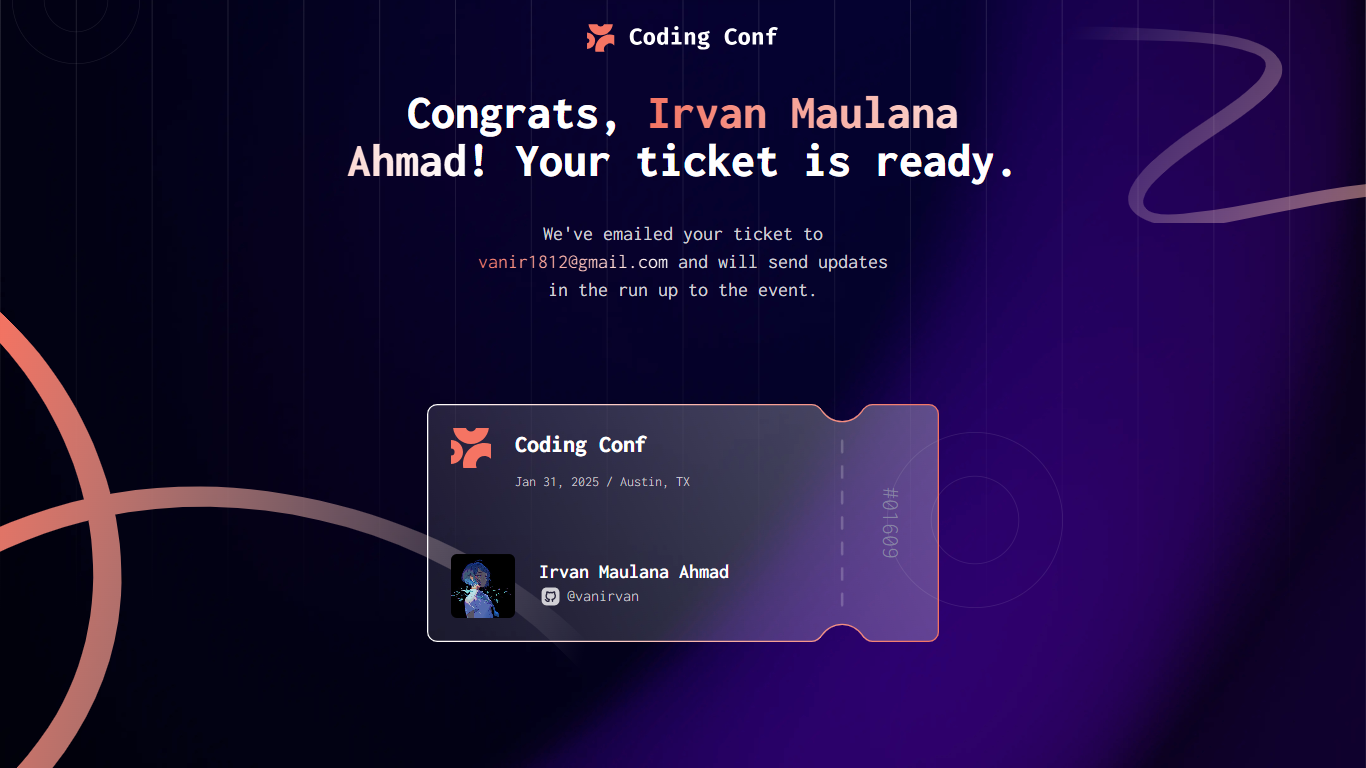 Coding Conf
Congrats, Irvan Maulana
Ahmad! Your ticket is ready.
We've emailed your ticket to
vanir1812@gmail.com and will send updates
in the run up to the event.
Coding Conf
Jan 31, 2025 / Austin, TX
#01609
Irvan Maulana Ahmad
@vanirvan